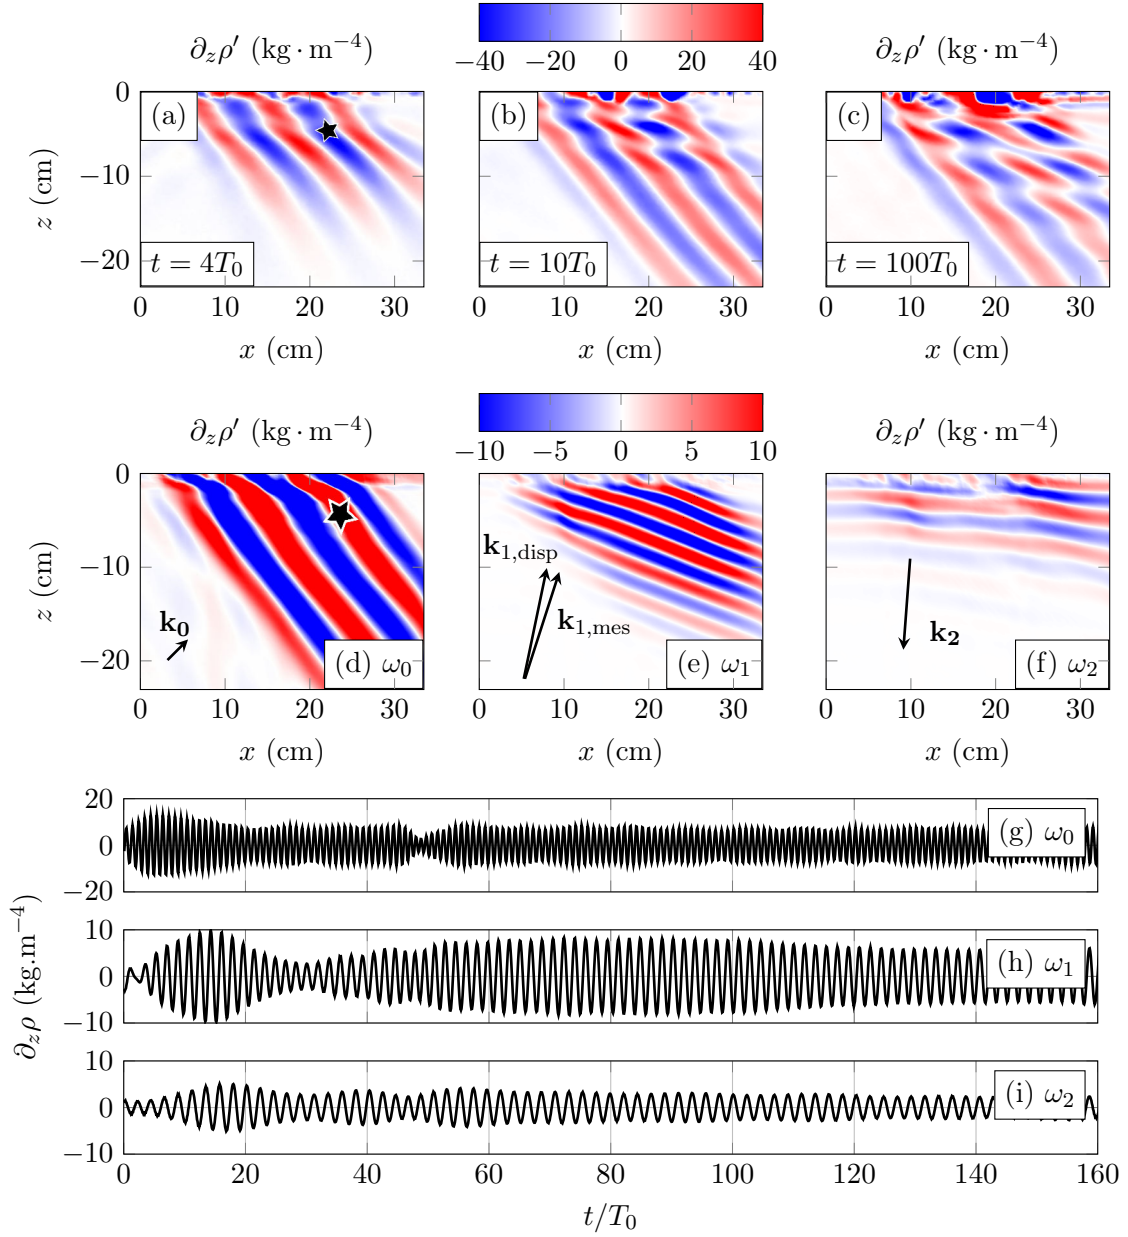 ∂zρ′ (kg · m−4)
−40 −20 0 20 40
∂zρ′ (kg · m−4)
z (cm)
0
−10
−20
(a)
t = 4T0
0 10 20 30
x (cm)
(b)
t = 10T0
0 10 20 30
x (cm)
(c)
t = 100T0
0 10 20 30
x (cm)
∂zρ′ (kg · m−4)
−10 −5 0 5 10
∂zρ′ (kg · m−4)
z (cm)
0
−10
−20
k0
(d) ω0
0 10 20 30
x (cm)
k1,disp
k1,mes
(e) ω1
0 10 20 30
x (cm)
k2
(f) ω2
0 10 20 30
x (cm)
∂zρ (kg.m−4)
20
0
−20
(g) ω0
10
0
−10
(h) ω1
10
0
−10
(i) ω2
0 20 40 60 80 100 120 140 160
t/T0